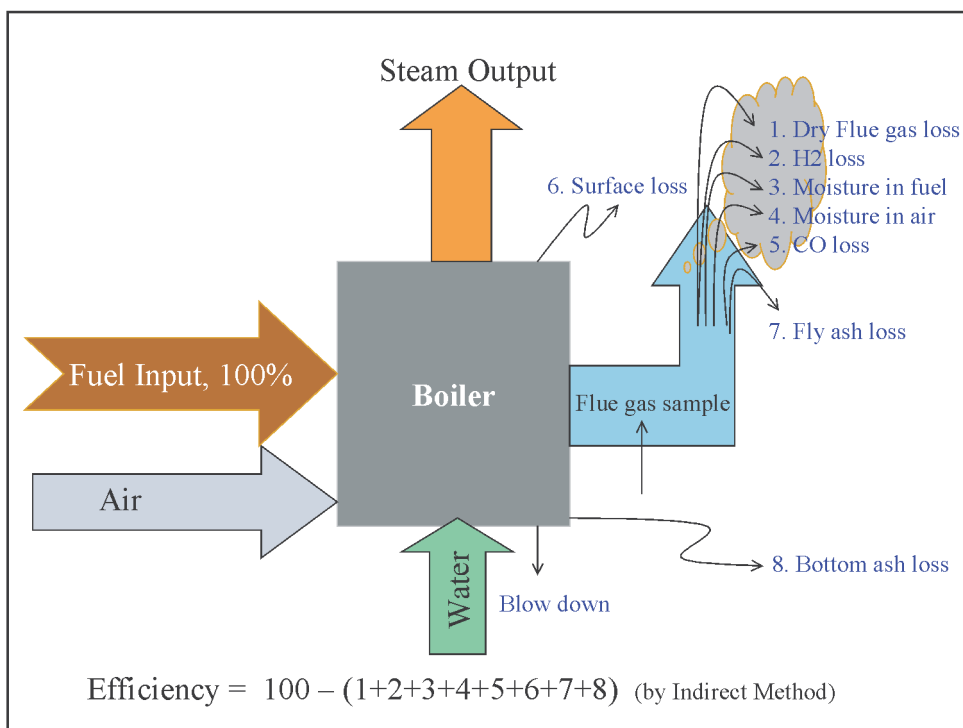 Steam Output
1. Dry Flue gas loss
2. H2 loss
3. Moisture in fuel
4. Moisture in air
5. CO loss
6. Surface loss
7. Fly ash loss
Fuel Input, 100%
Boiler
Flue gas sample
Air
Water
Blow down
8. Bottom ash loss
Efficiency = 100 – (1+2+3+4+5+6+7+8) (by Indirect Method)